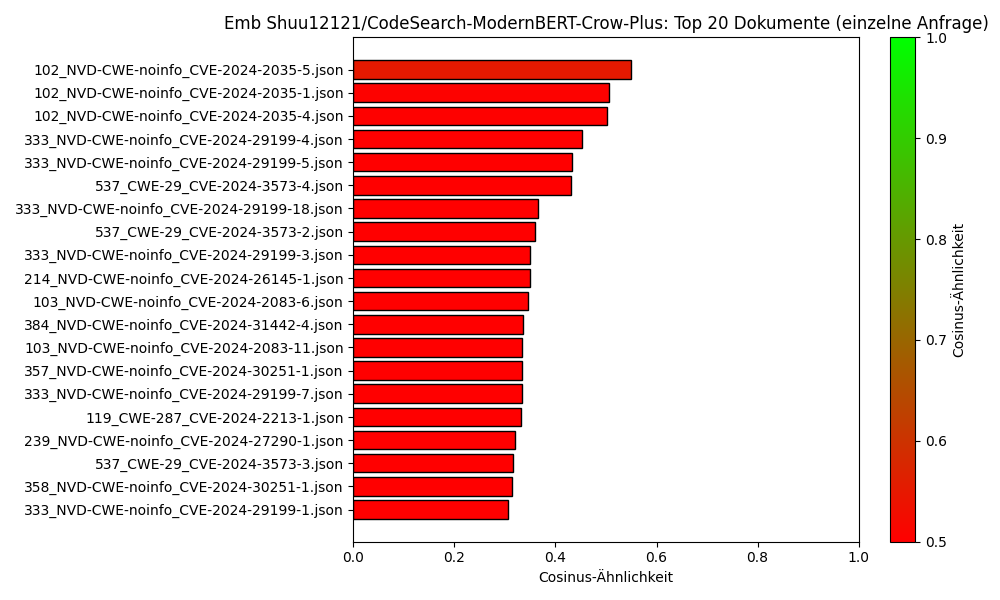 Emb Shuu12121/CodeSearch-ModernBERT-Crow-Plus: Top 20 Dokumente (einzelne Anfrage)
102_NVD-CWE-noinfo_CVE-2024-2035-5.json
102_NVD-CWE-noinfo_CVE-2024-2035-1.json
102_NVD-CWE-noinfo_CVE-2024-2035-4.json
333_NVD-CWE-noinfo_CVE-2024-29199-4.json
333_NVD-CWE-noinfo_CVE-2024-29199-5.json
537_CWE-29_CVE-2024-3573-4.json
333_NVD-CWE-noinfo_CVE-2024-29199-18.json
537_CWE-29_CVE-2024-3573-2.json
333_NVD-CWE-noinfo_CVE-2024-29199-3.json
214_NVD-CWE-noinfo_CVE-2024-26145-1.json
103_NVD-CWE-noinfo_CVE-2024-2083-6.json
384_NVD-CWE-noinfo_CVE-2024-31442-4.json
103_NVD-CWE-noinfo_CVE-2024-2083-11.json
357_NVD-CWE-noinfo_CVE-2024-30251-1.json
333_NVD-CWE-noinfo_CVE-2024-29199-7.json
119_CWE-287_CVE-2024-2213-1.json
239_NVD-CWE-noinfo_CVE-2024-27290-1.json
537_CWE-29_CVE-2024-3573-3.json
358_NVD-CWE-noinfo_CVE-2024-30251-1.json
333_NVD-CWE-noinfo_CVE-2024-29199-1.json
0.0 0.2 0.4 0.6 0.8 1.0
Cosinus-Ähnlichkeit
1.0
0.9
0.8
0.7
0.6
0.5
Cosinus-Ähnlichkeit